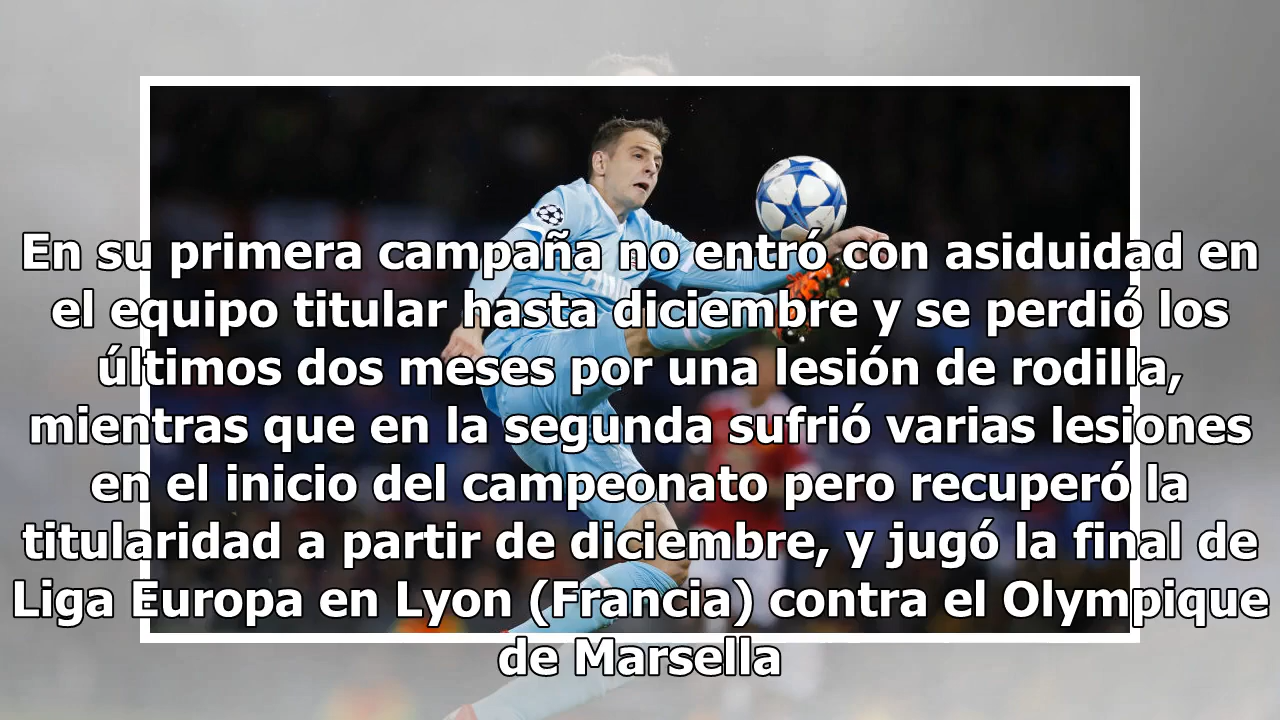 En su primera campaña no entró con asiduidad en
el equipo titular hasta diciembre y se perdió los
últimos dos meses por una lesión de rodilla,
mientras que en la segunda sufrió varias lesiones
en el inicio del campeonato pero recuperó la
titularidad a partir de diciembre, y jugó la final de
Liga Europa en Lyon (Francia) contra el Olympique
de Marsella